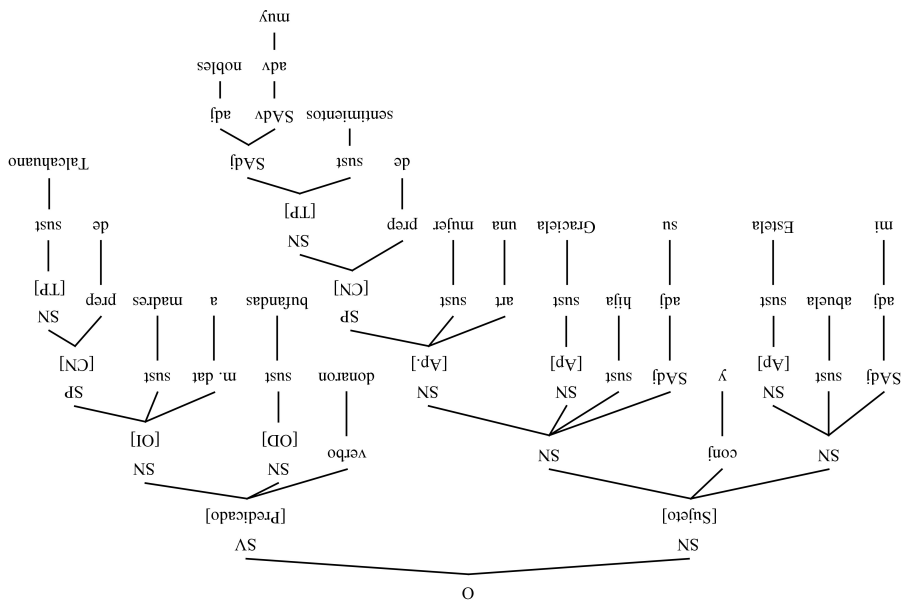 O
SN SV
[Sujeto] [Predicado]
SN conj SN verbo SN SN
[OD] [OI]
SAdj sust SN y SAdj sust SN SN donaron sust m. dat sust SP
[Ap] [Ap] [Ap.] [CN]
adj abuela sust adj hija sust art sust SP bufandas a madres prep SN
[CN] [TP]
mi Estela su Graciela una mujer prep SN de sust
[TP]
de sust SAdj Talcahuano
sentimientos SAdv adj
adv nobles
muy